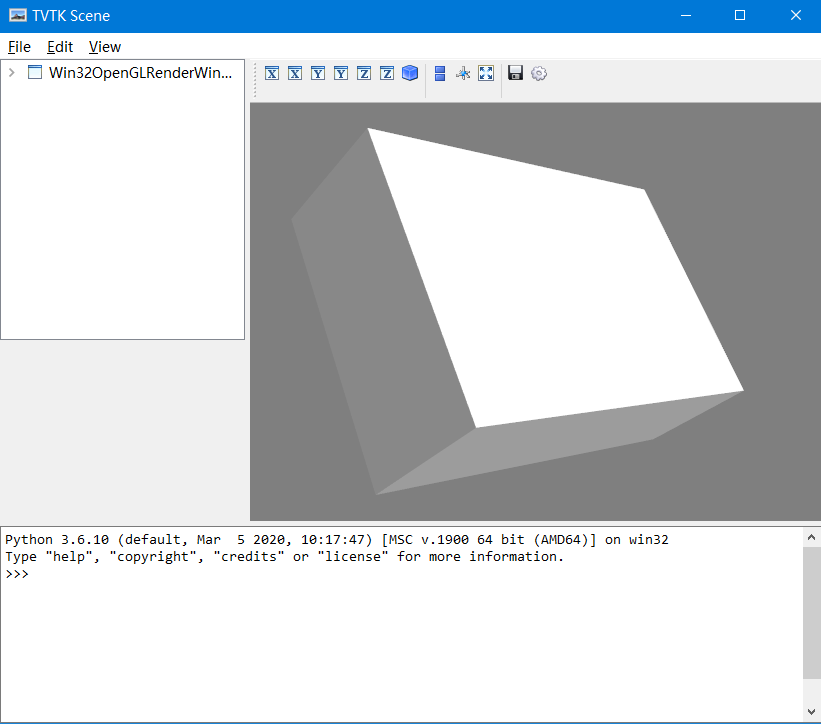 TVTK Scene
File Edit View
Win32OpenGLRenderWin...
X X Y Y Z Z
Python 3.6.10 (default, Mar  5 2020, 10:17:47) [MSC v.1900 64 bit (AMD64)] on win32
Type "help", "copyright", "credits" or "license" for more information.
>>>